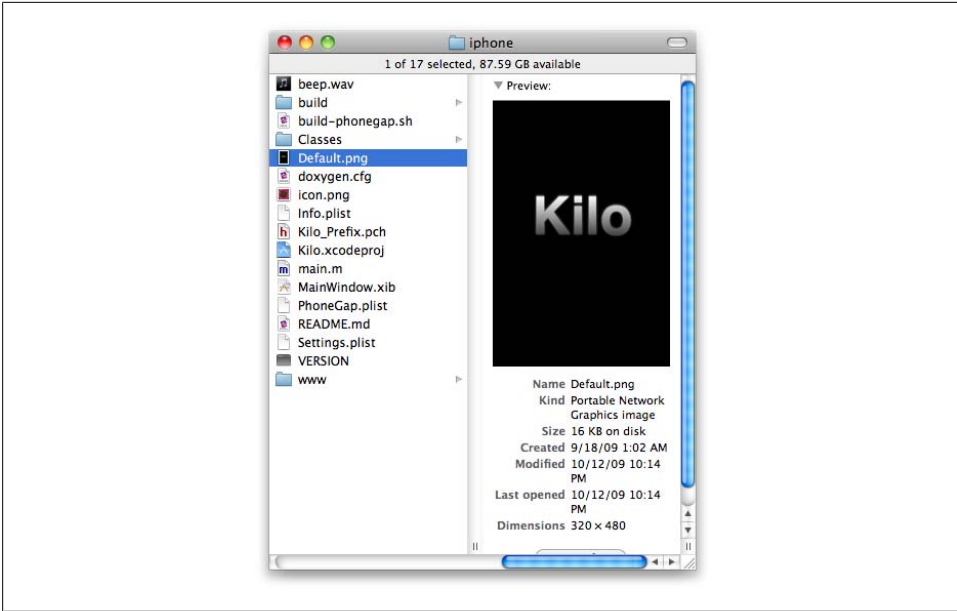 iphone
1 of 17 selected, 87.59 GB available
beep.wav
build
build-phonegap.sh
Classes
Default.png
doxygen.cfg
icon.png
Info.plist
Kilo_Prefix.pch
Kilo.xcodeproj
main.m
MainWindow.xib
PhoneGap.plist
README.md
Settings.plist
VERSION
www
Preview:
Kilo
Name Default.png
Kind Portable Network
Graphics image
Size 16 KB on disk
Created 9/18/09 1:02 AM
Modified 10/12/09 10:14
PM
Last opened 10/12/09 10:14
PM
Dimensions 320 × 480